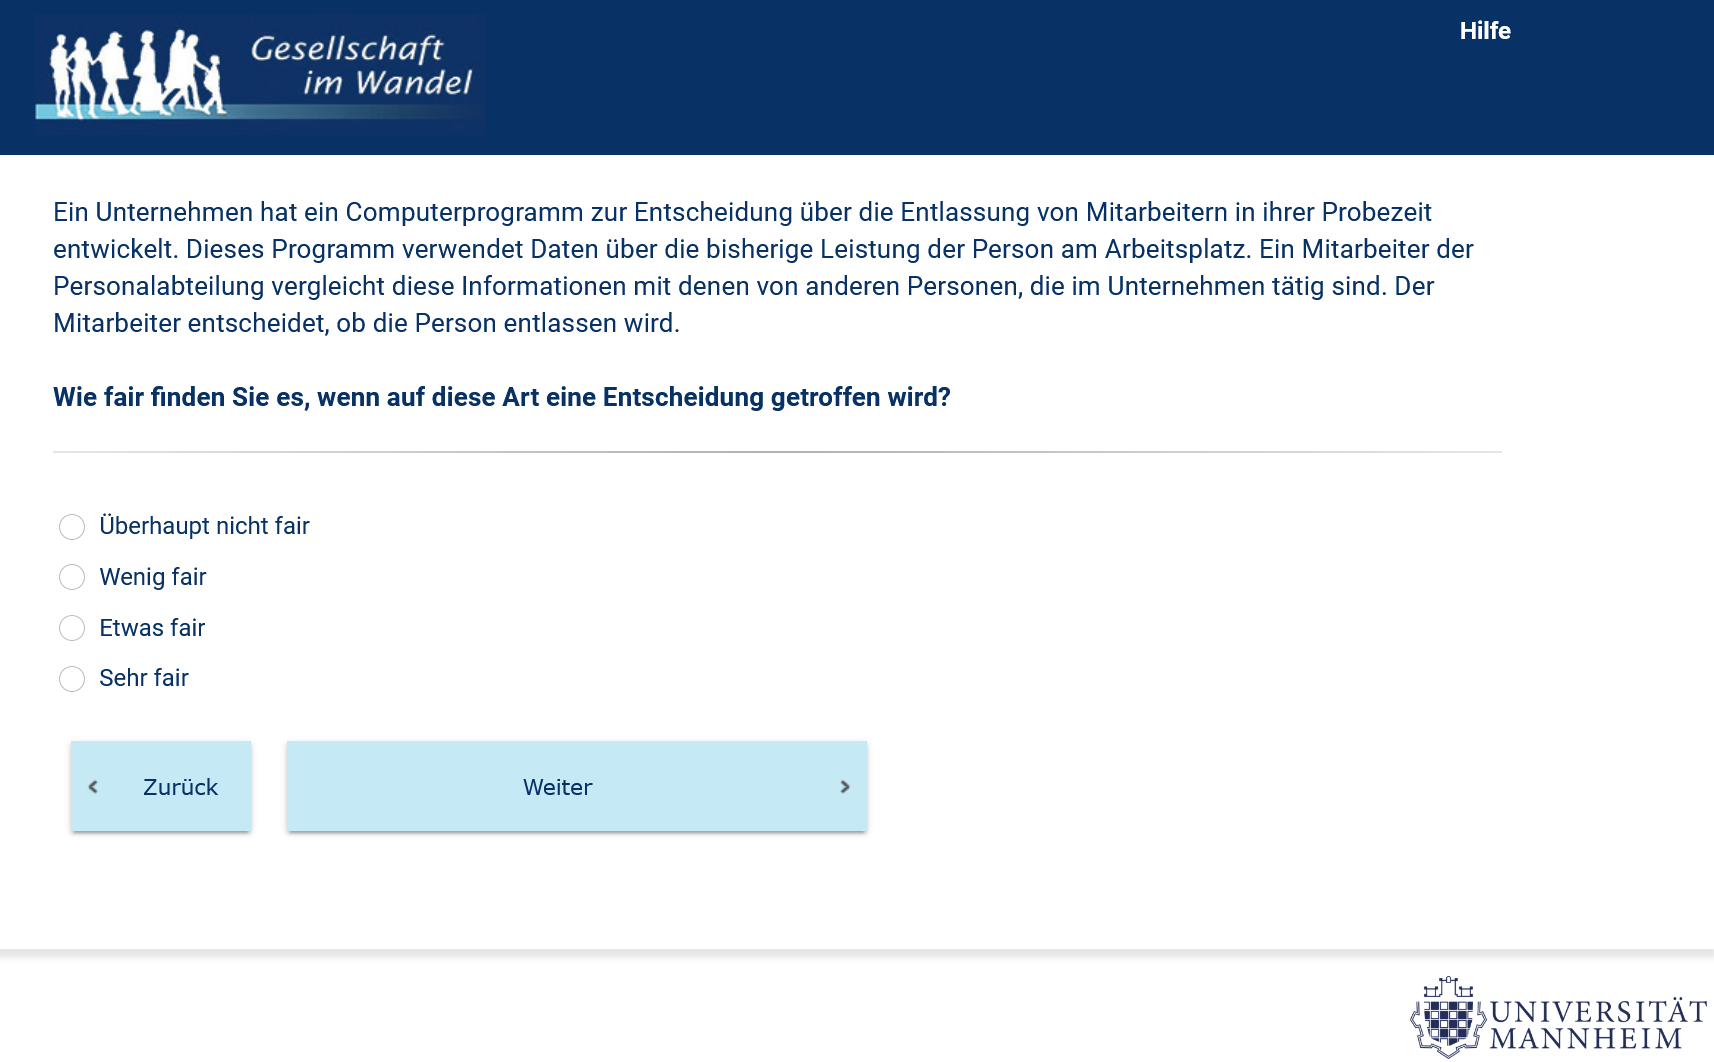 Gesellschaft
im Wandel
Hilfe
Ein Unternehmen hat ein Computerprogramm zur Entscheidung über die Entlassung von Mitarbeitern in ihrer Probezeit
entwickelt. Dieses Programm verwendet Daten über die bisherige Leistung der Person am Arbeitsplatz. Ein Mitarbeiter der
Personalabteilung vergleicht diese Informationen mit denen von anderen Personen, die im Unternehmen tätig sind. Der
Mitarbeiter entscheidet, ob die Person entlassen wird.
Wie fair finden Sie es, wenn auf diese Art eine Entscheidung getroffen wird?
Überhaupt nicht fair
Wenig fair
Etwas fair
Sehr fair
Zurück
Weiter
UNIVERSITÄT
MANNHEIM